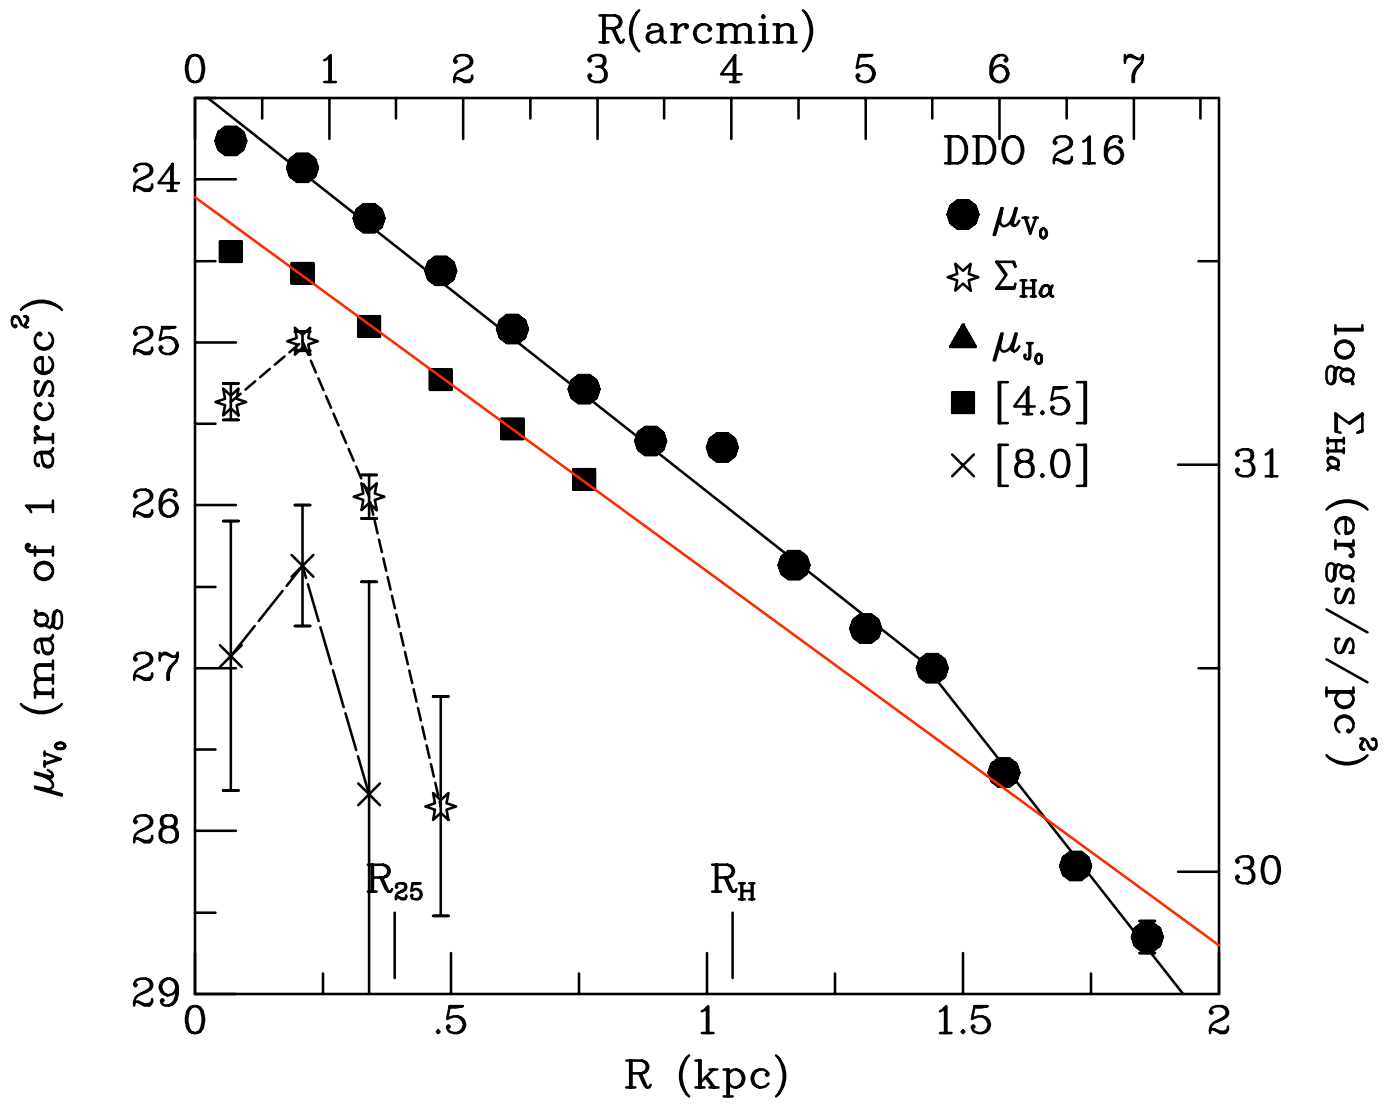 R(arcmin)
0 1 2 3 4 5 6 7
DDO 216
μV₀
ΣHα
μJ₀
[4.5]
[8.0]
24
25
26
27
28
29
μV₀ (mag of 1 arcsec²)
31
30
log ΣHα (ergs/s/pc²)
R₂₅
RH
0 .5 1 1.5 2
R (kpc)